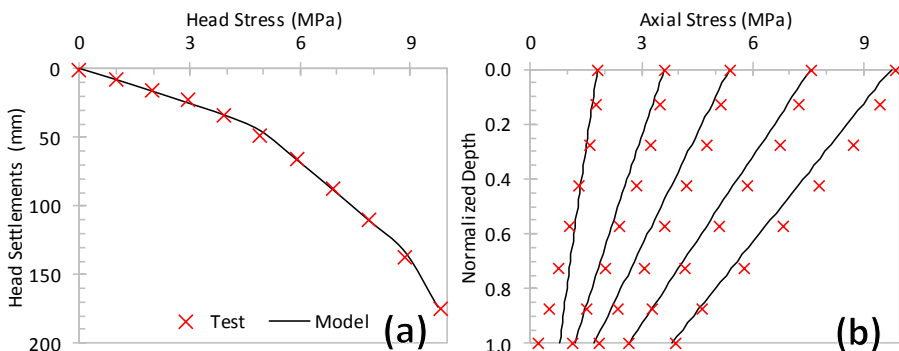 Head Stress (MPa)
0 3 6 9
0
50
100
150
200
Head Settlements (mm)
Test Model
(a)
Axial Stress (MPa)
0 3 6 9
0.0
0.2
0.4
0.6
0.8
1.0
Normalized Depth
(b)